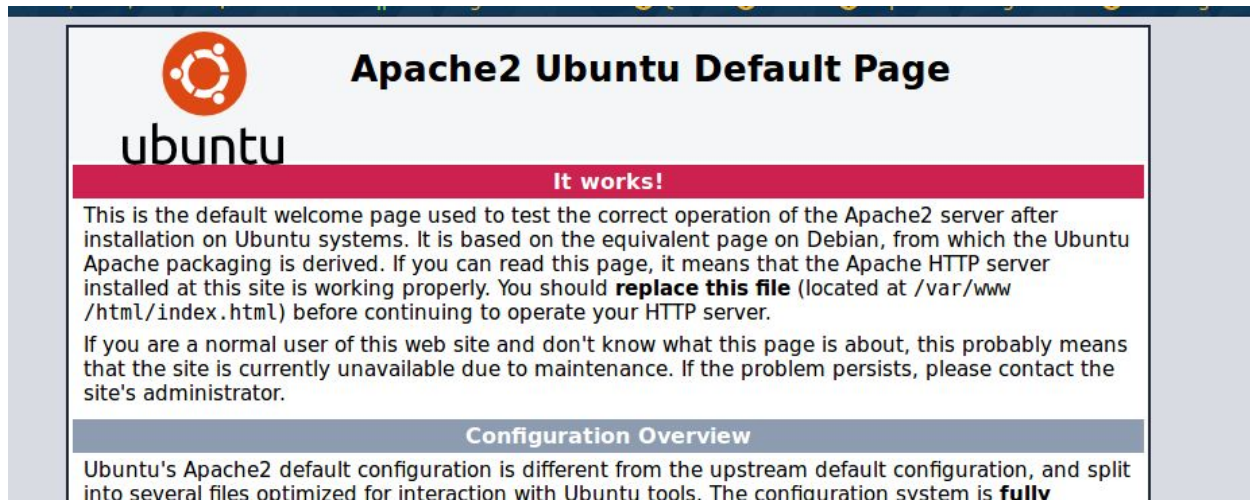 Apache2 Ubuntu Default Page
ubuntu
It works!
This is the default welcome page used to test the correct operation of the Apache2 server after
installation on Ubuntu systems. It is based on the equivalent page on Debian, from which the Ubuntu
Apache packaging is derived. If you can read this page, it means that the Apache HTTP server
installed at this site is working properly. You should replace this file (located at /var/www
/html/index.html) before continuing to operate your HTTP server.
If you are a normal user of this web site and don't know what this page is about, this probably means
that the site is currently unavailable due to maintenance. If the problem persists, please contact the
site's administrator.
Configuration Overview
Ubuntu's Apache2 default configuration is different from the upstream default configuration, and split
into several files optimized for interaction with Ubuntu tools. The configuration system is fully